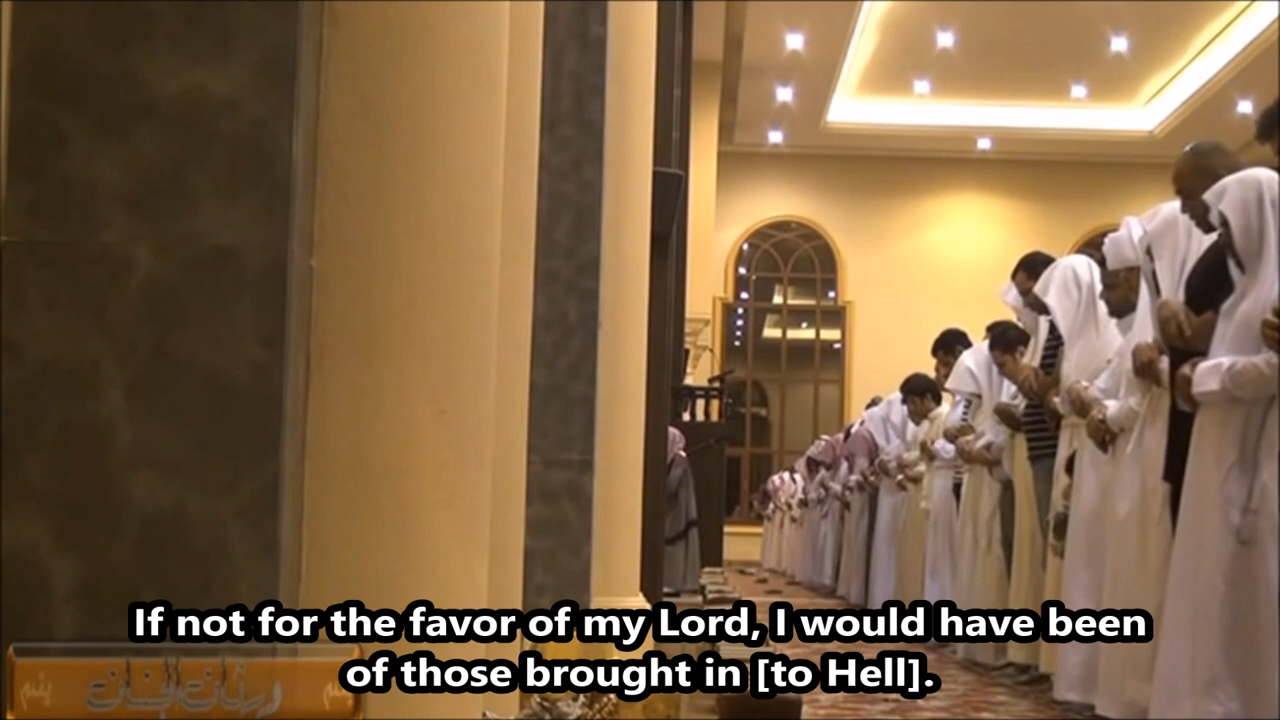 If not for the favor of my Lord, I would have been
of those brought in [to Hell].